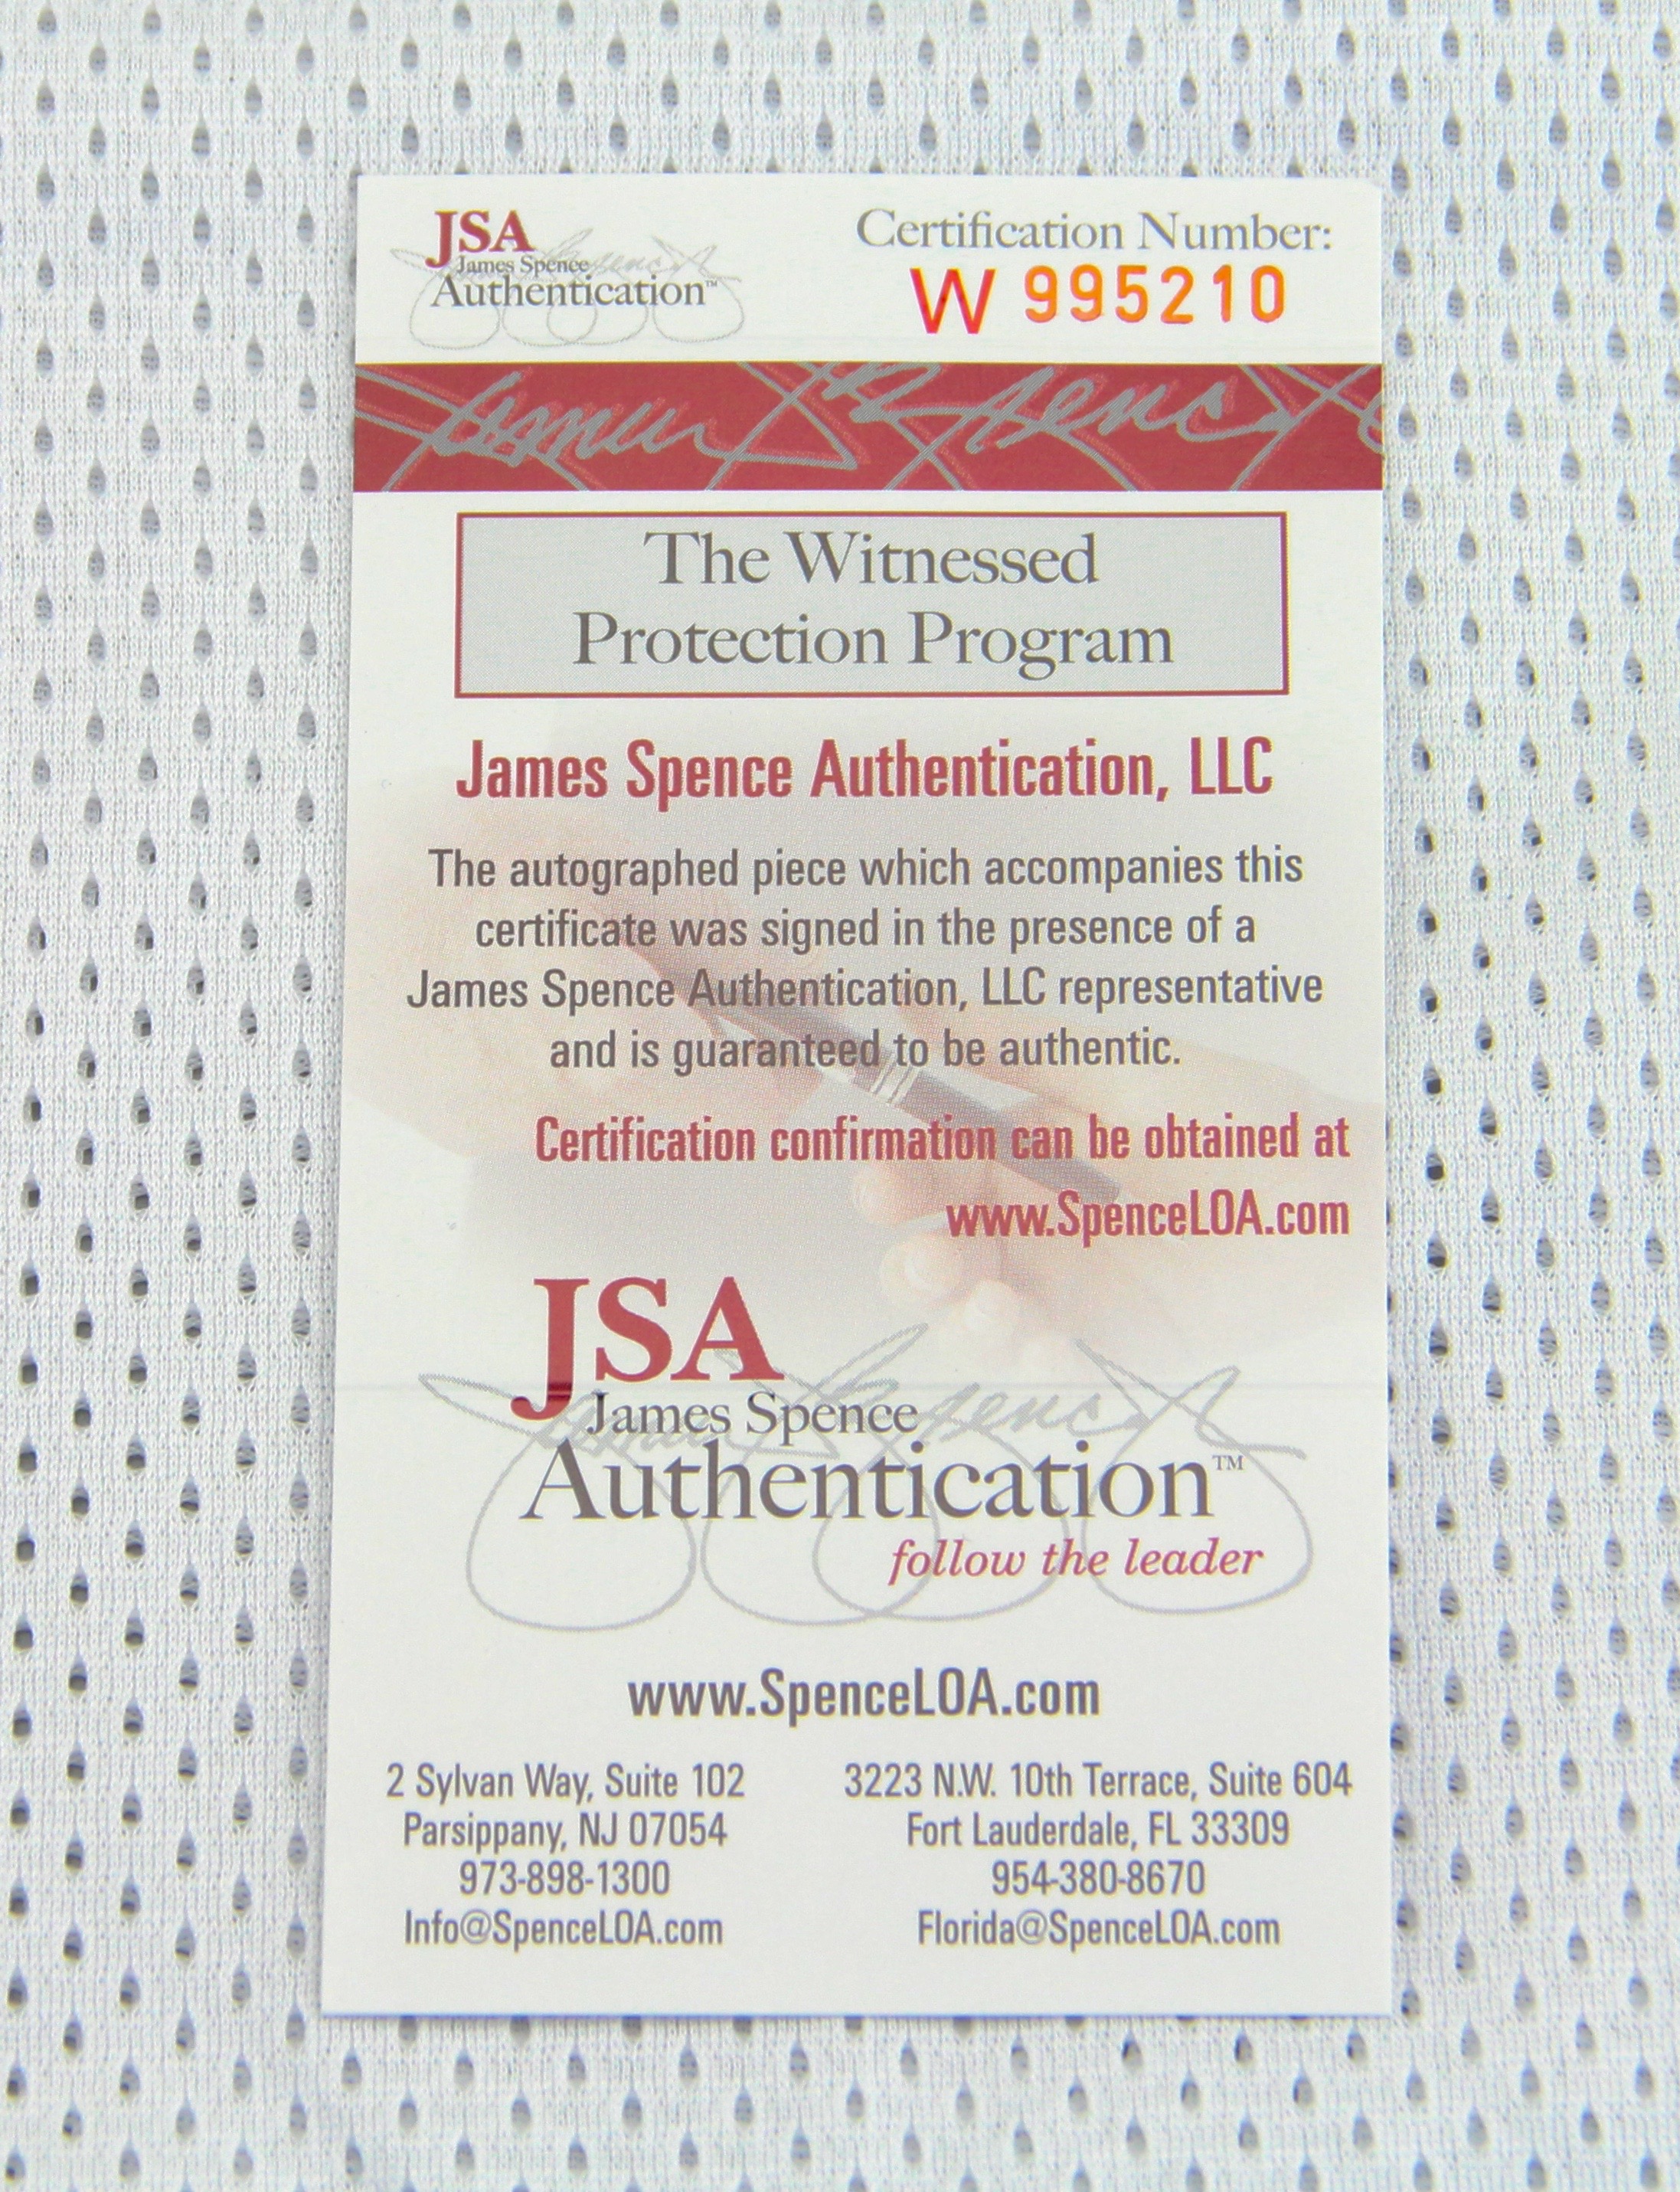 JSA
James Spence
Authentication™
Certification Number:
W 995210
James Spence
The Witnessed
Protection Program
James Spence Authentication, LLC
The autographed piece which accompanies this
certificate was signed in the presence of a
James Spence Authentication, LLC representative
and is guaranteed to be authentic.
Certification confirmation can be obtained at
www.SpenceLOA.com
JSA
James Spence
Authentication™
follow the leader
www.SpenceLOA.com
2 Sylvan Way, Suite 102
Parsippany, NJ 07054
973-898-1300
Info@SpenceLOA.com
3223 N.W. 10th Terrace, Suite 604
Fort Lauderdale, FL 33309
954-380-8670
Florida@SpenceLOA.com